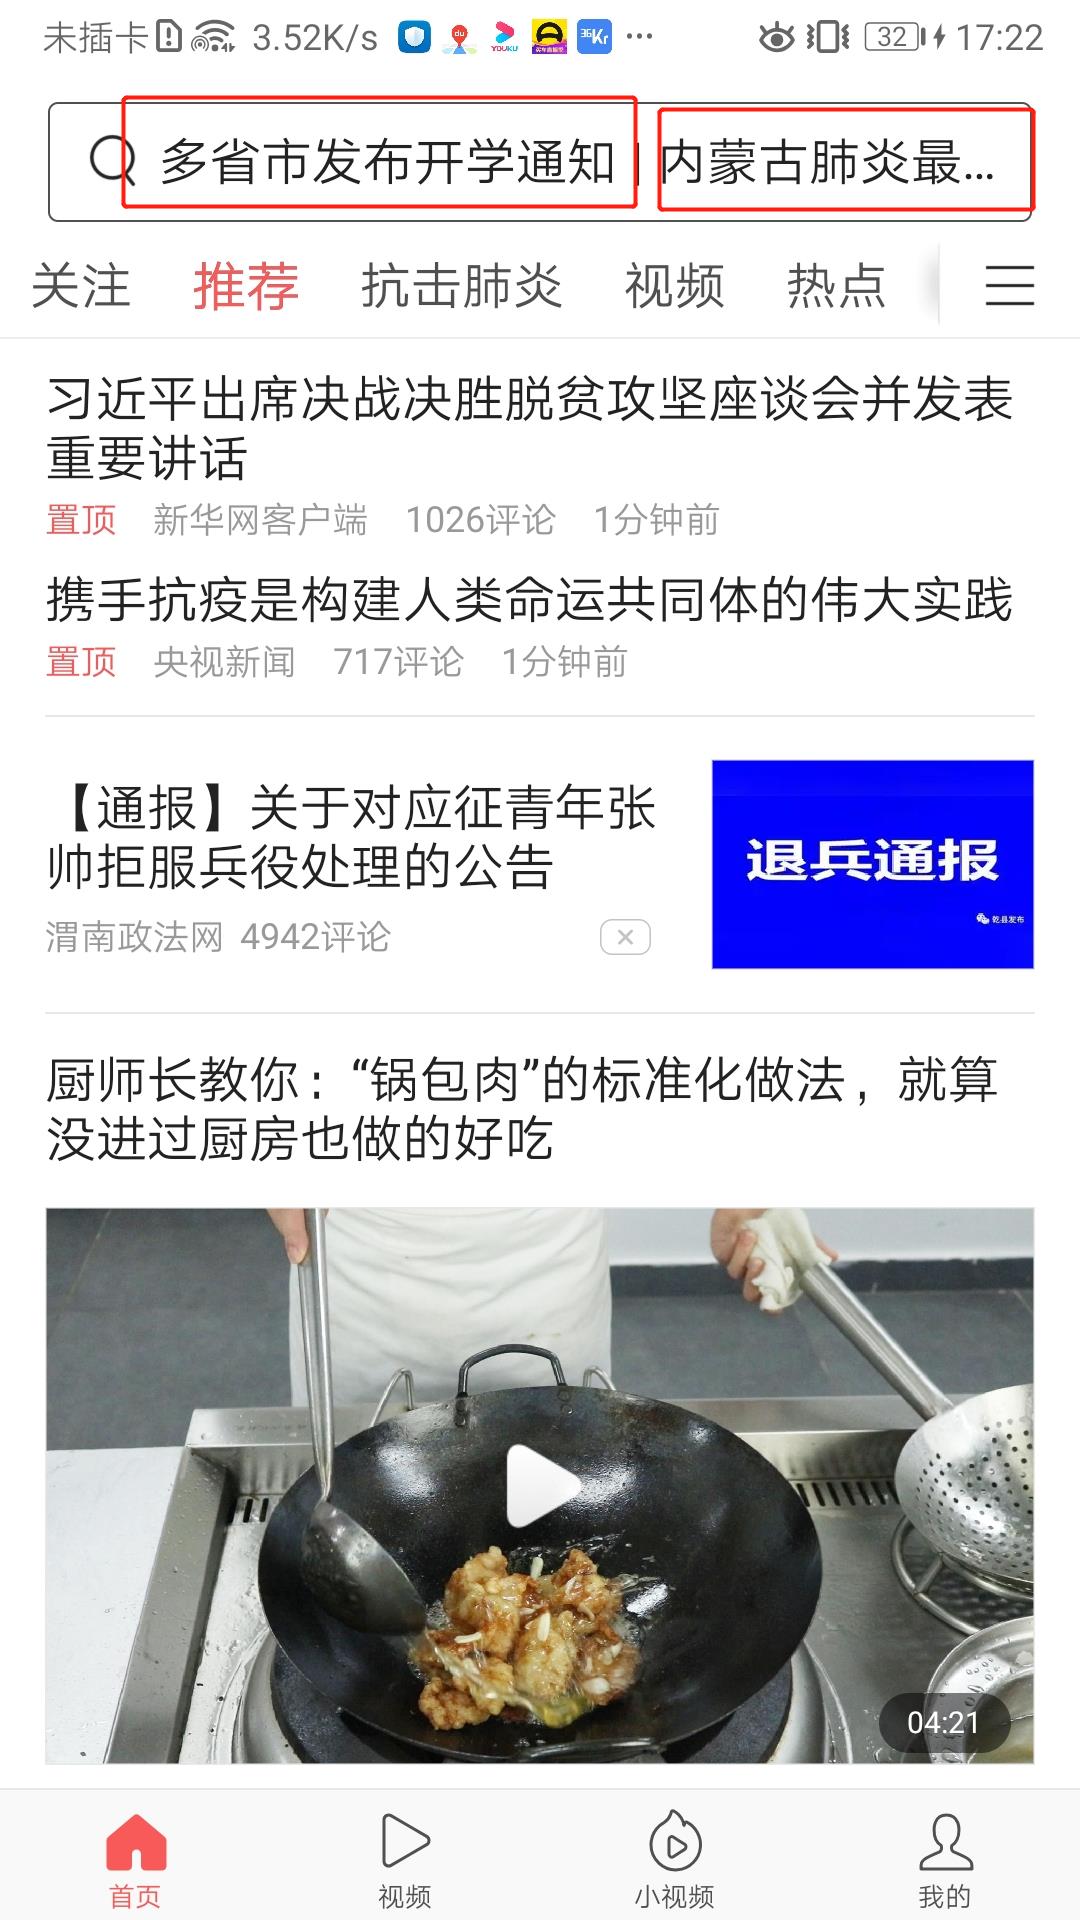 未插卡 3.52K/s du YOUKU 36Kr ... 32 17:22
多省市发布开学通知 | 内蒙古肺炎最...
关注 推荐 抗击肺炎 视频 热点
习近平出席决战决胜脱贫攻坚座谈会并发表
重要讲话
置顶 新华网客户端 1026评论 1分钟前
携手抗疫是构建人类命运共同体的伟大实践
置顶 央视新闻 717评论 1分钟前
【通报】关于对应征青年张
帅拒服兵役处理的公告
渭南政法网 4942评论
退兵通报
乾县发布
厨师长教你：“锅包肉”的标准化做法，就算
没进过厨房也做的好吃
04:21
首页 视频 小视频 我的